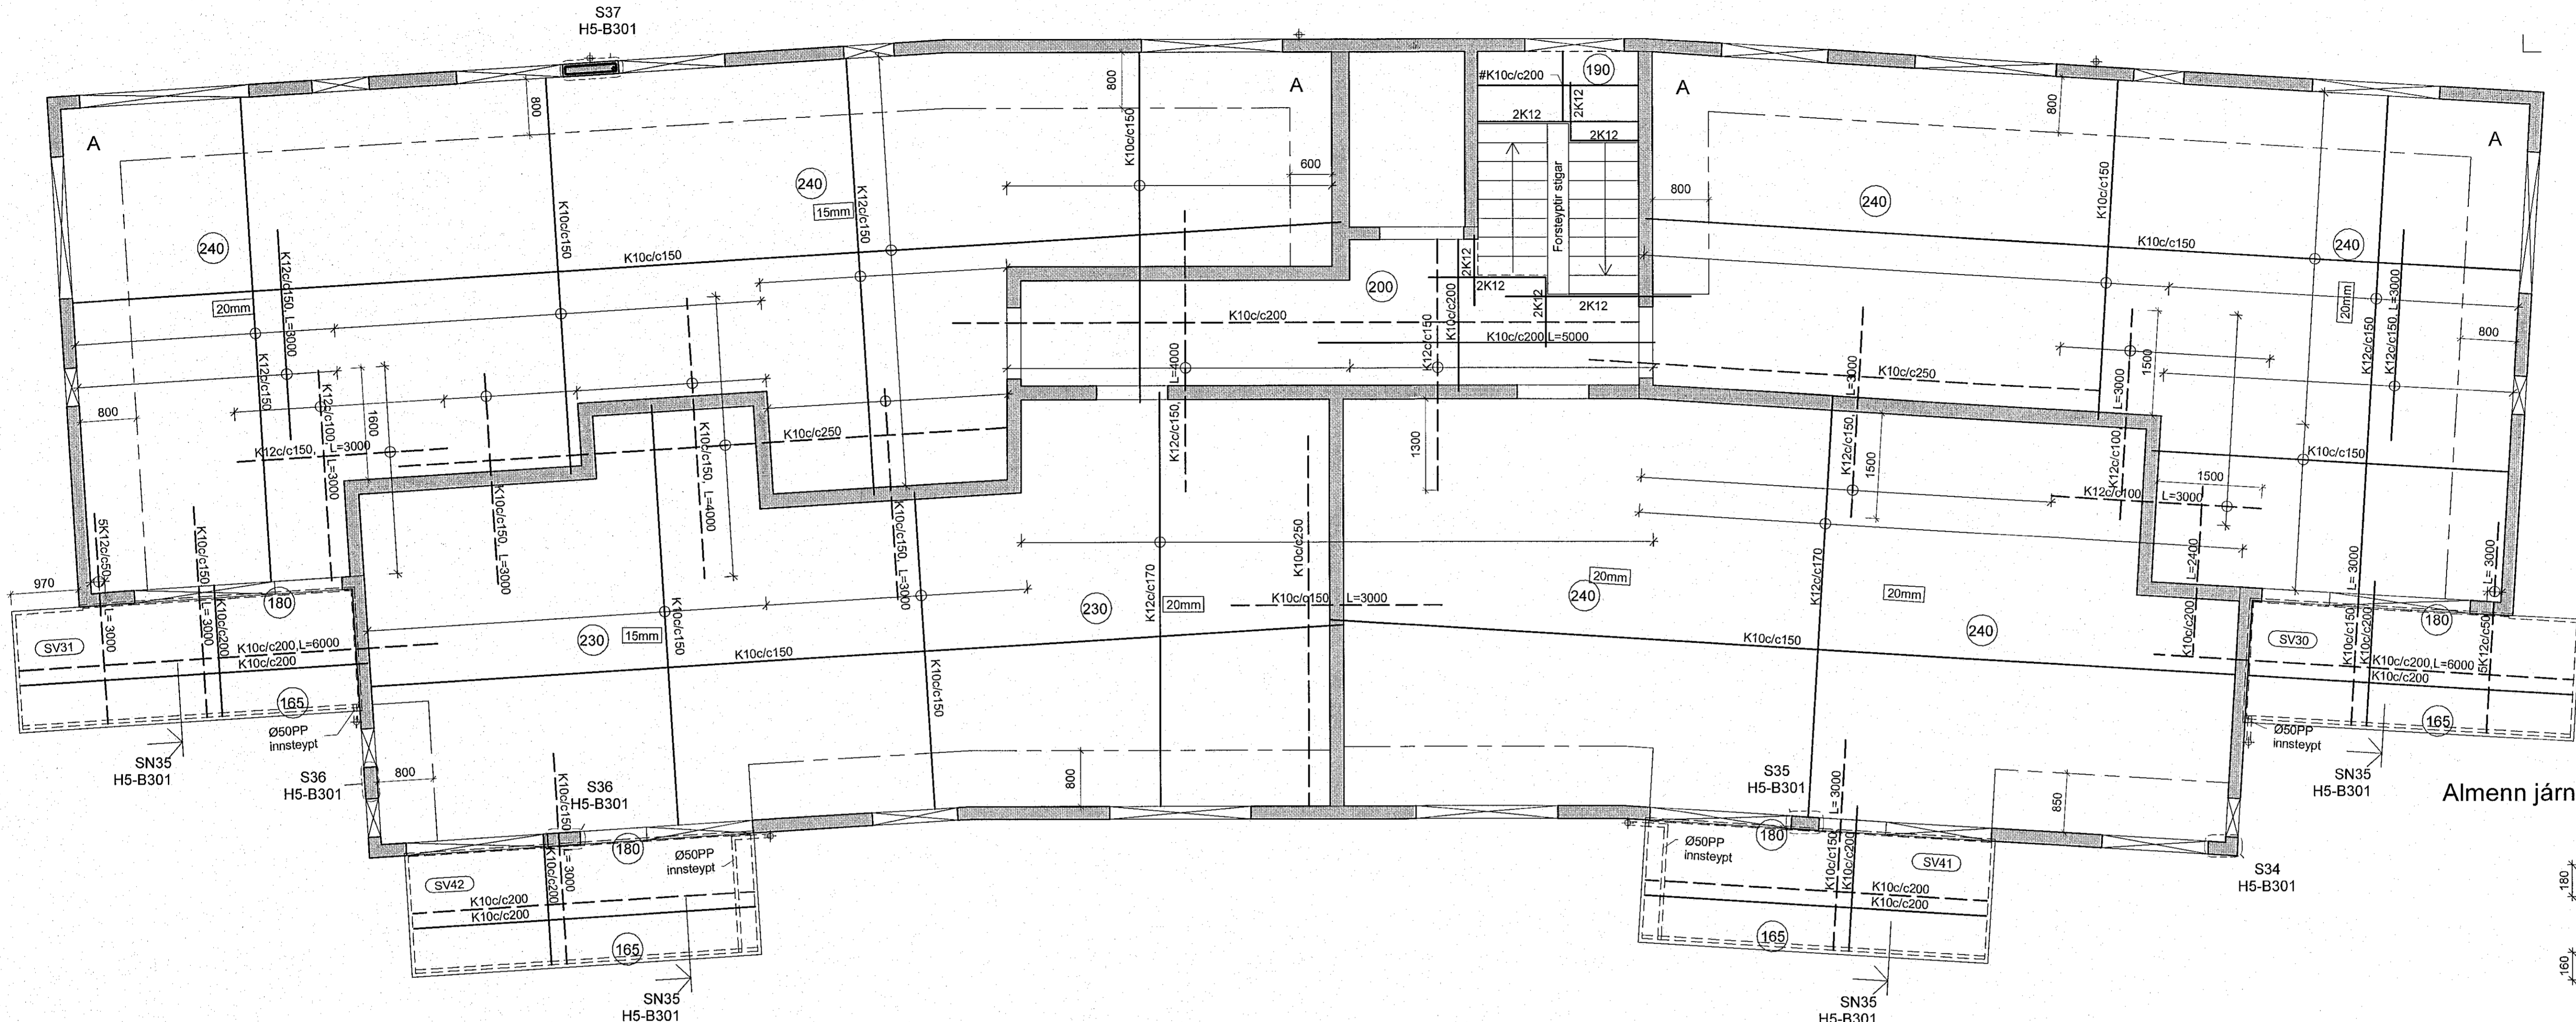 S37
H5-B301
A
A
A
A
800
800
800
600
800
#K10c/c200
190
2K12
2K12
2K12
Forsteyptir stigar
240
15mm
K10c/c150
K12c/c150
K10c/c150
240
20mm
K12c/c150, L=3000
K10c/c150
K12c/c150
200
2K12
2K12
2K12
2K12
K10c/c200
K10c/c200
K10c/c200 L=5000
K12c/c150
K12c/c150, L=4000
240
K10c/c150
K10c/c150
240
20mm
K12c/c150, L=3000
K12c/c150
800
1500
K10c/c250
K12c/c150, L=3000
K12c/c100, L=3000
K10c/c150
1500
1500
K12c/c100 L=3000
L=2400
K10c/c200
800
1600
K12c/c100, L=3000
K12c/c150, L=3000
K10c/c250
K10c/c150, L=3000
K10c/c150, L=4000
K10c/c150, L=3000
1300
K10c/c250
K10c/c150 L=3000
K12c/c170
20mm
230
K10c/c150
K10c/c150
K10c/c150
230
15mm
240
20mm
K12c/c170
20mm
240
K10c/c150
970
5K12c/c50
L= 3000
K10c/c150
L= 3000
K10c/c200
180
SV31
K10c/c200,L=6000
K10c/c200
165
Ø50PP
innsteypt
SN35
H5-B301
S36
H5-B301
800
S36
H5-B301
K10c/c150
L= 3000
K10c/c200
180
Ø50PP
innsteypt
SV42
K10c/c200
K10c/c200
165
SN35
H5-B301
800
S35
H5-B301
L= 3000
K10c/c150
K10c/c200
180
Ø50PP
innsteypt
SV41
K10c/c200
K10c/c200
165
SN35
H5-B301
850
S34
H5-B301
L= 3000
K10c/c150
K10c/c200
L= 3000
5K12c/c50
180
SV30
K10c/c200,L=6000
K10c/c200
165
Ø50PP
innsteypt
SN35
H5-B301
Almenn járn
180
160